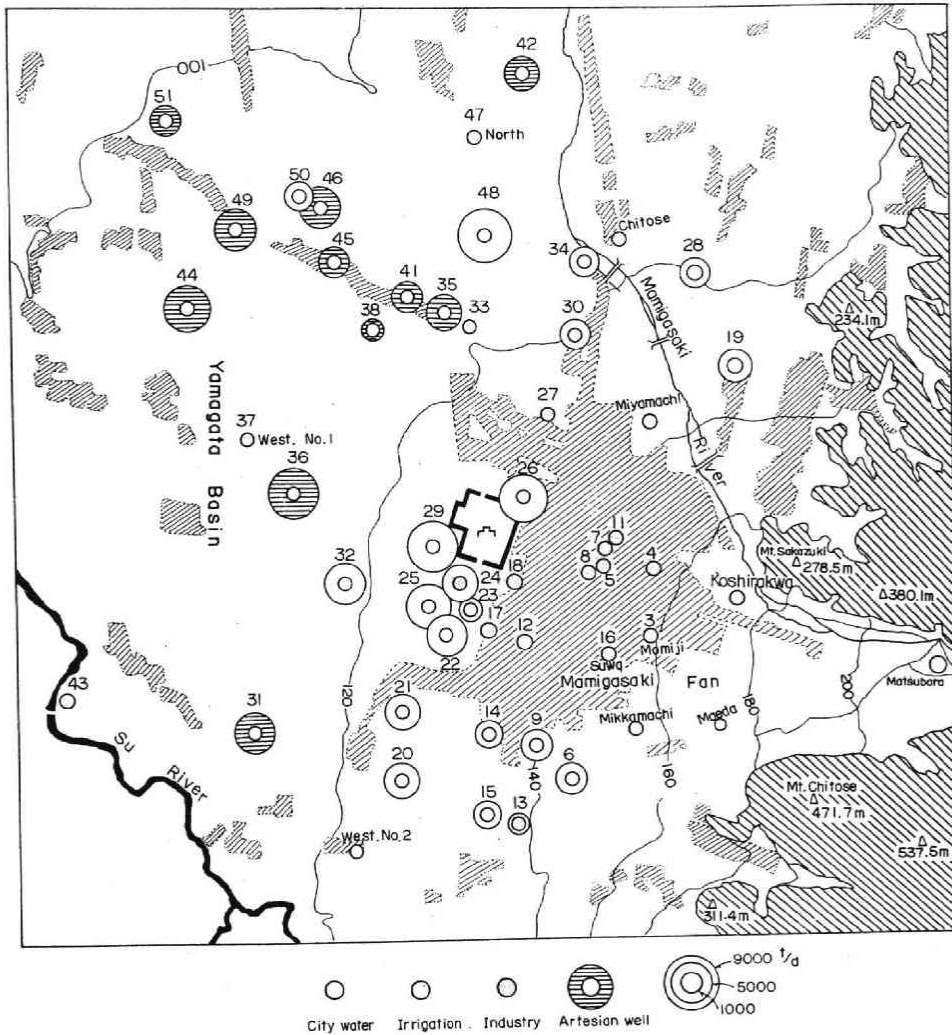 42
001
51
47
North
50
46
49
48
Chitose
45
34
28
44
41
35
38
33
30
Mamigasaki
River
△
234.1m
19
27
Miyamachi
Yamagata
Basin
37
West. No.1
36
26
29
11
7
8
5
4
Mt. Sakazuki
△ 278.5m
△380.1m
Koshirakwa
32
24
18
25
23
17
12
22
3
Momiji
16
Suwa
Mamigasaki Fan
Matsubara
43
120
21
31
14
9
Mikkamachi
Maeda
180
200
Su
River
20
6
140
160
15
13
Mt. Chitose
△
471.7m
△
537.5m
West. No.2
△
311.4m
9000 t/d
5000
1000
City water Irrigation. Industry Artesian well